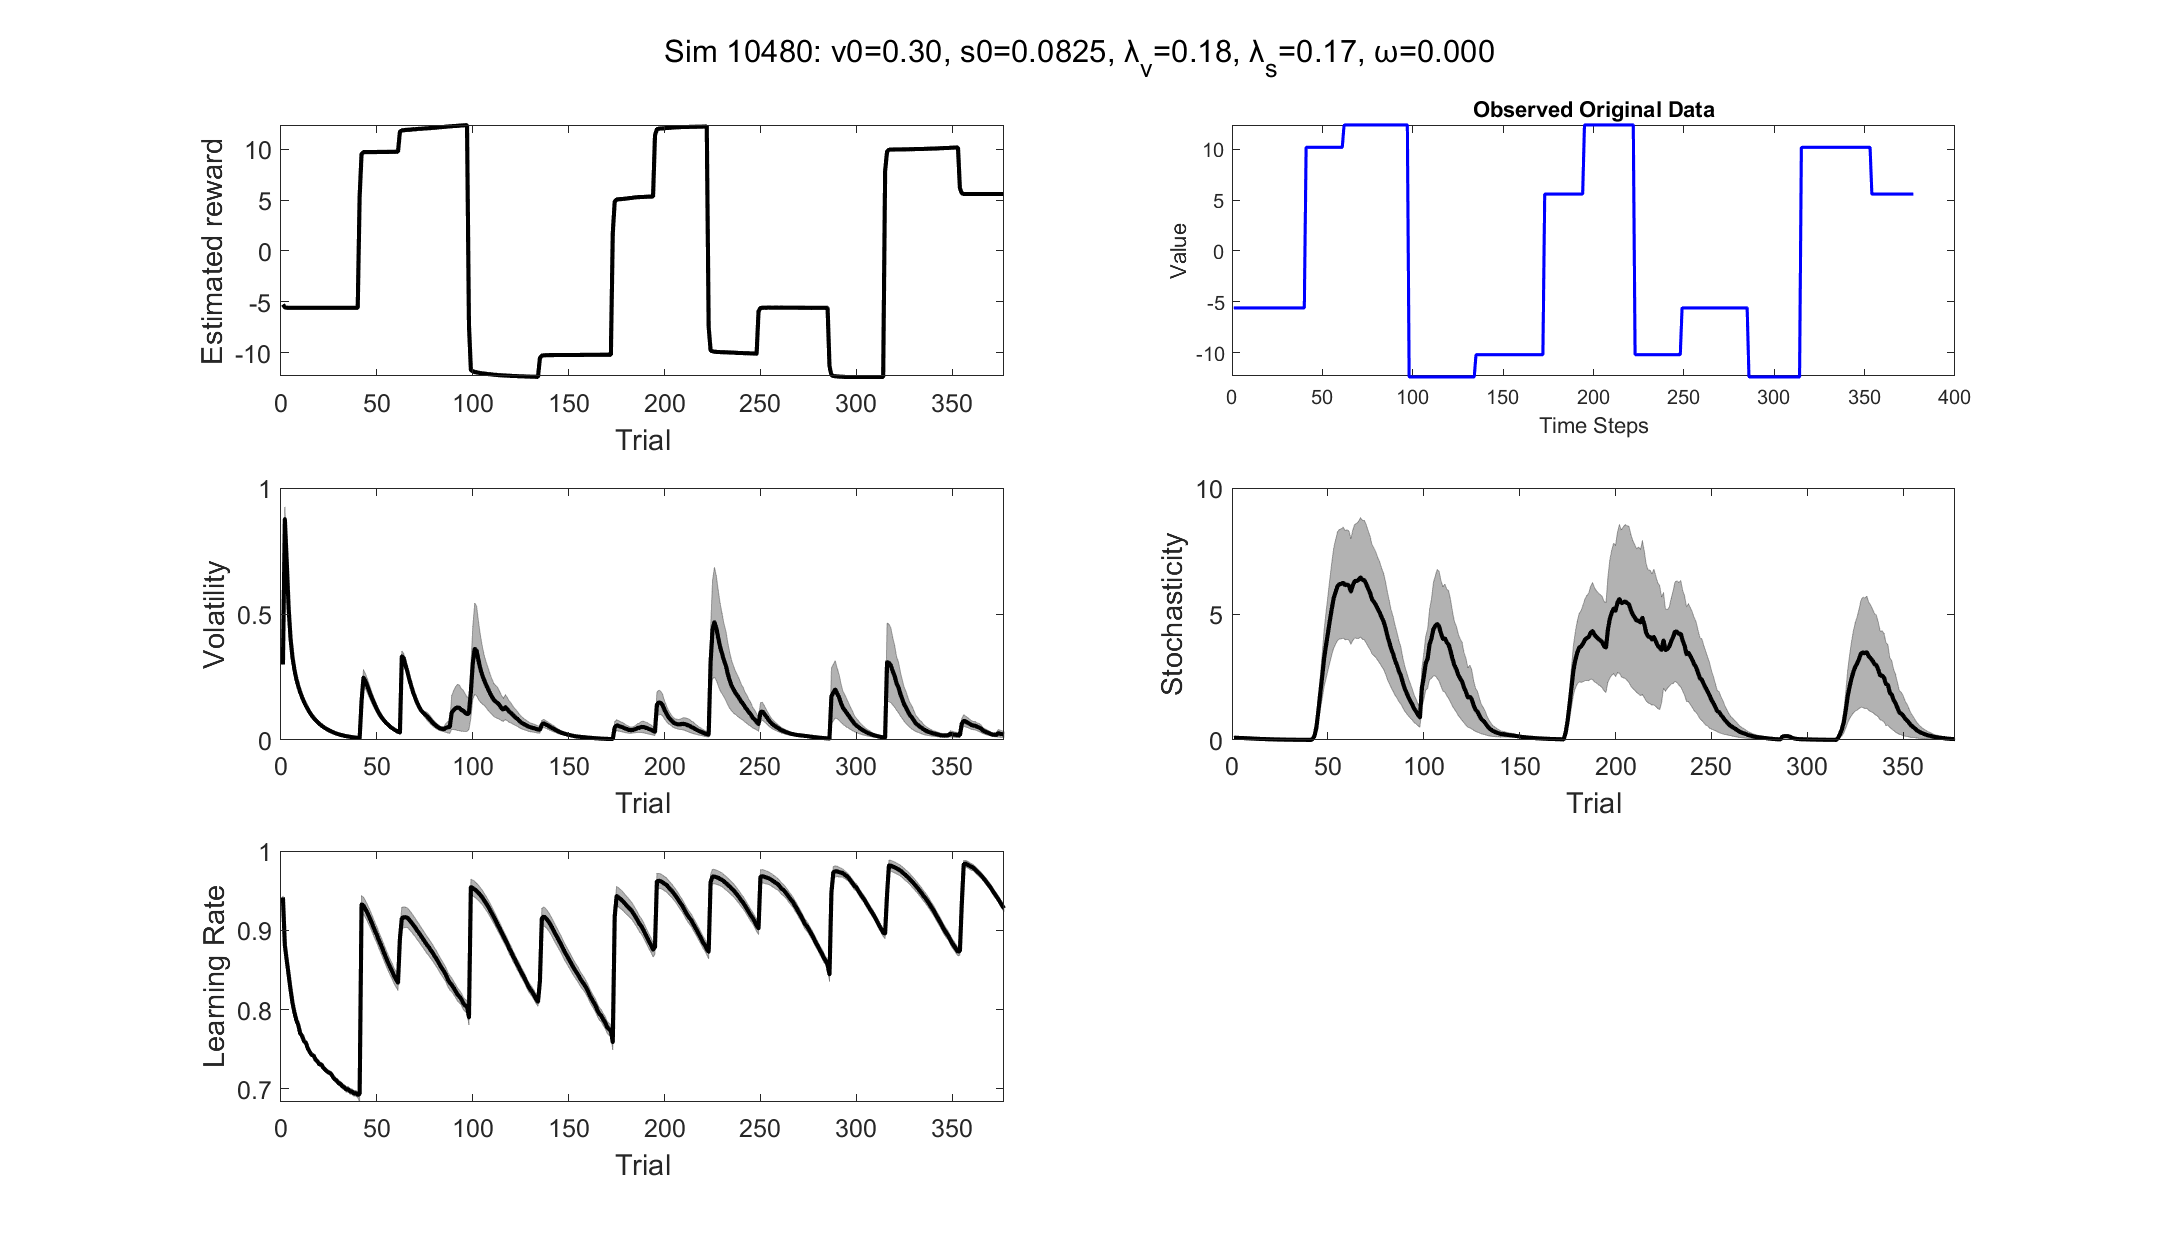 Sim 10480: v0=0.30, s0=0.0825, λ_v=0.18, λ_s=0.17, ω=0.000
Estimated reward
10
5
0
-5
-10
0 50 100 150 200 250 300 350
Trial
Observed Original Data
Value
10
5
0
-5
-10
0 50 100 150 200 250 300 350 400
Time Steps
Volatility
1
0.5
0
0 50 100 150 200 250 300 350
Trial
Stochasticity
10
5
0
0 50 100 150 200 250 300 350
Trial
Learning Rate
1
0.9
0.8
0.7
0 50 100 150 200 250 300 350
Trial